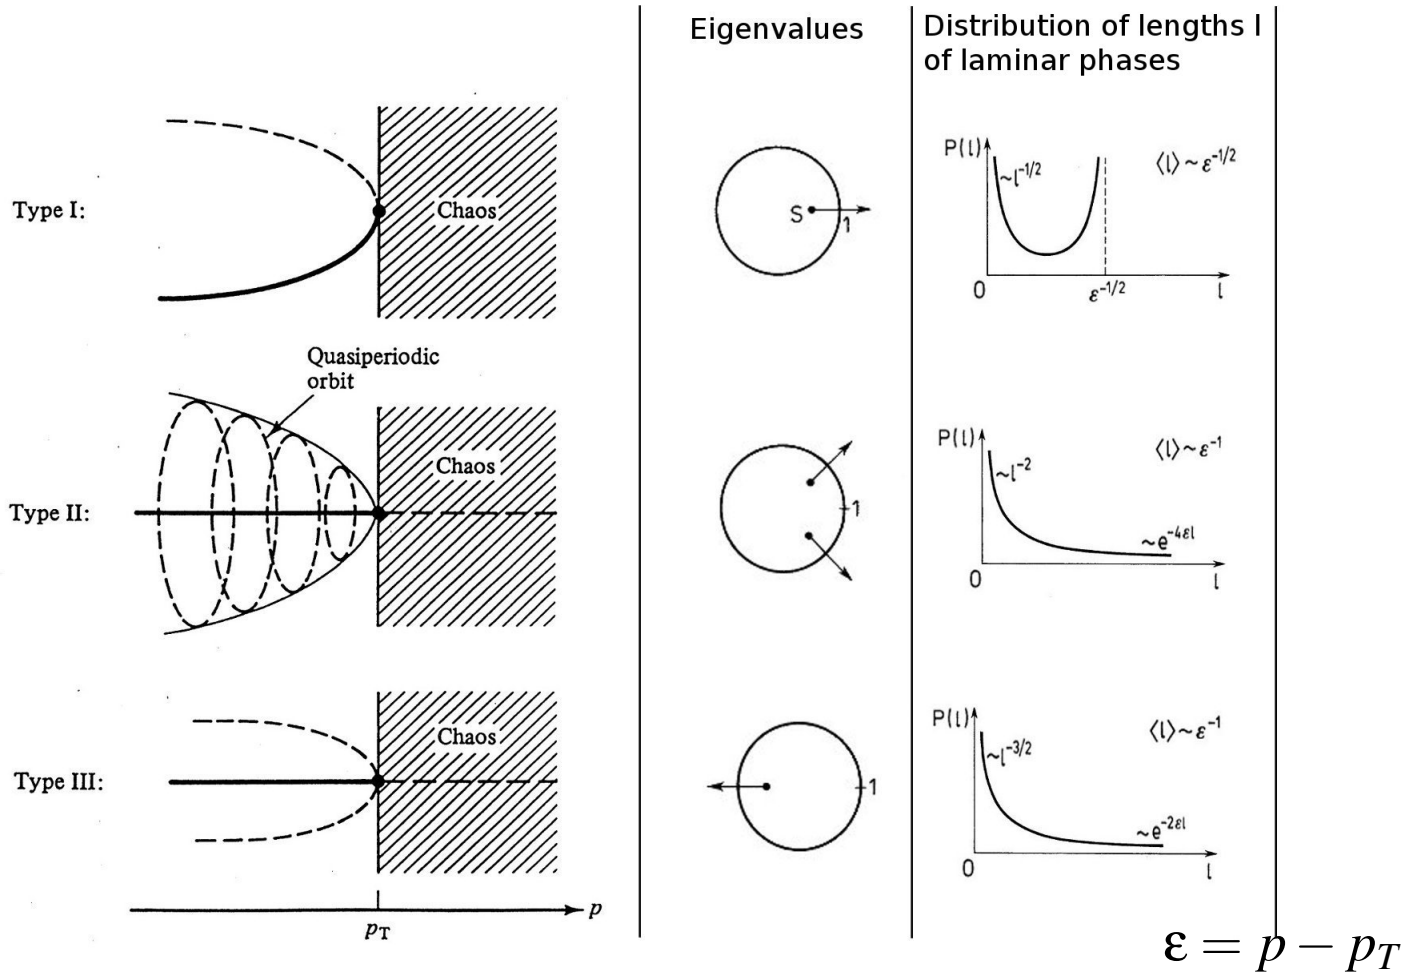 Eigenvalues
Distribution of lengths l
of laminar phases
Type I:
Chaos
S
1
P(l)
~l^-1/2
⟨l⟩~ε^-1/2
0
ε^-1/2
l
Quasiperiodic
orbit
Type II:
Chaos
1
P(l)
~l^-2
⟨l⟩~ε^-1
~e^-4εl
0
l
Type III:
Chaos
1
P(l)
~l^-3/2
⟨l⟩~ε^-1
~e^-2εl
0
l
p
p_T
ε = p − p_T